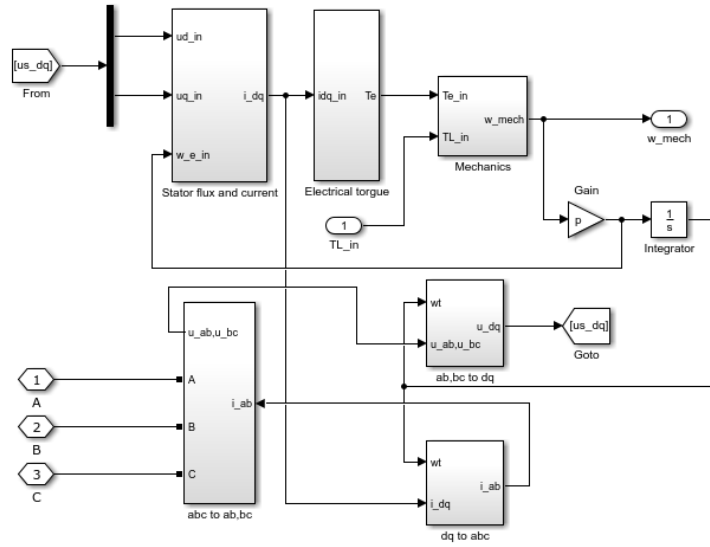 [us_dq]
From
ud_in
uq_in
w_e_in
i_dq
Stator flux and current
idq_in
Te
Electrical torgue
Te_in
TL_in
w_mech
Mechanics
1
w_mech
1
TL_in
Gain
p
1
s
Integrator
u_ab,u_bc
A
B
C
i_ab
abc to ab,bc
1
A
2
B
3
C
wt
u_ab,u_bc
u_dq
ab,bc to dq
[us_dq]
Goto
wt
i_dq
i_ab
dq to abc